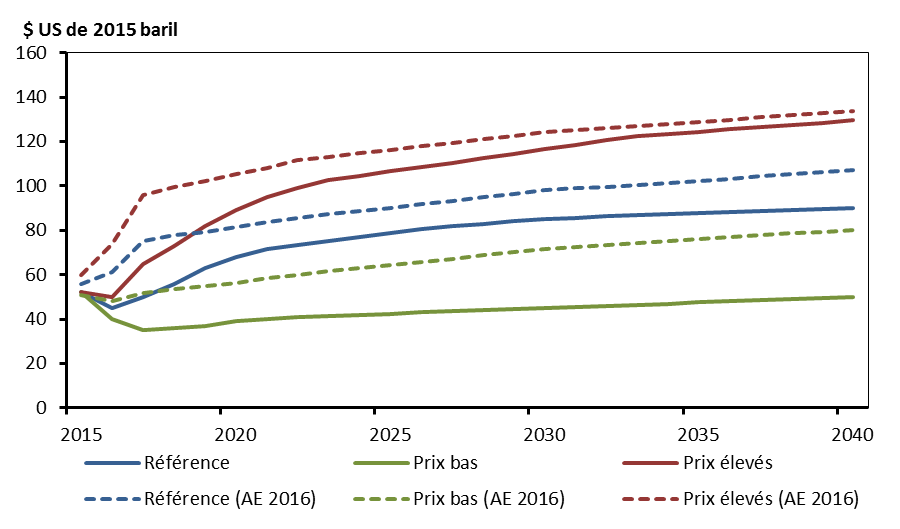 $ US de 2015 baril
160
140
120
100
80
60
40
20
0
2015 2020 2025 2030 2035 2040
Référence Prix bas Prix élevés
Référence (AE 2016) Prix bas (AE 2016) Prix élevés (AE 2016)